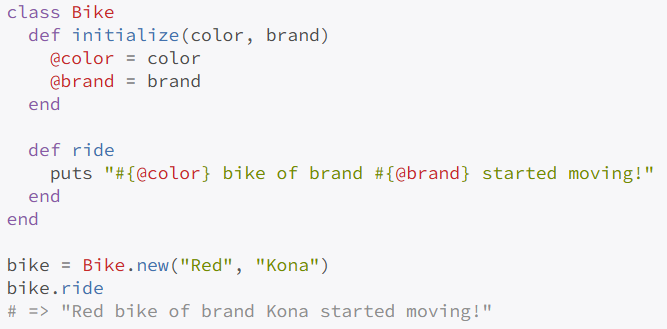 class Bike
  def initialize(color, brand)
    @color = color
    @brand = brand
  end

  def ride
    puts "#{@color} bike of brand #{@brand} started moving!"
  end
end

bike = Bike.new("Red", "Kona")
bike.ride
# => "Red bike of brand Kona started moving!"